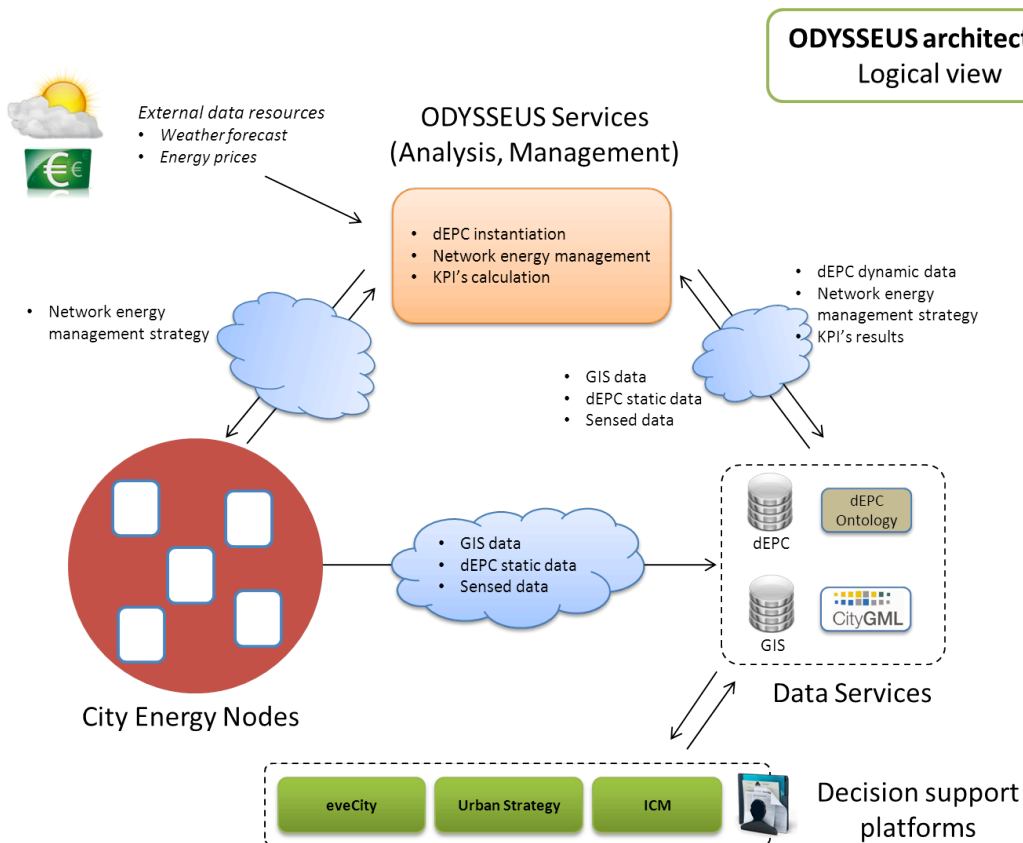 ODYSSEUS architect
Logical view
External data resources
• Weather forecast
• Energy prices
€ €
ODYSSEUS Services
(Analysis, Management)
• dEPC instantiation
• Network energy management
• KPI's calculation
• Network energy
management strategy
• dEPC dynamic data
• Network energy
management strategy
• KPI's results
• GIS data
• dEPC static data
• Sensed data
• GIS data
• dEPC static data
• Sensed data
dEPC
dEPC
Ontology
GIS
CityGML
City Energy Nodes
Data Services
eveCity
Urban Strategy
ICM
Decision support
platforms